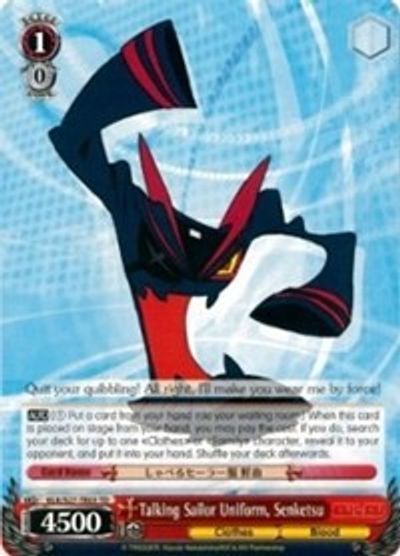 LEVEL
1
0
Quit your quibbling! All right, I'll make you wear me by force!
AUTO [(1) Put a card from your hand into your waiting room] When this card
is placed on stage from your hand, you may pay the cost. If you do, search
your deck for up to one «Clothes» or «Family» character, reveal it to your
opponent, and put it into your hand. Shuffle your deck afterwards.
Card Name
しゃべるセーラー服 鮮血
Talking Sailor Uniform, Senketsu
4500
Clothes
Blood